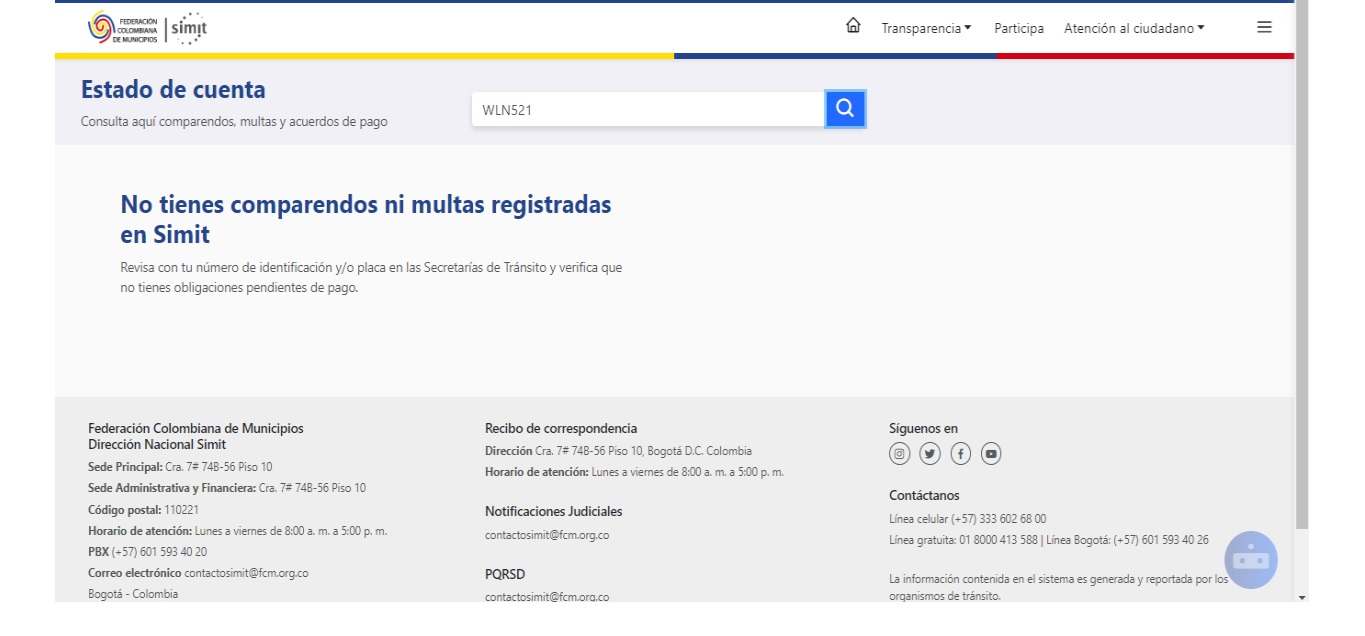 FEDERACIÓN
COLOMBIANA
DE MUNICIPIOS
simit
Transparencia
Participa
Atención al ciudadano
Estado de cuenta
Consulta aquí comparendos, multas y acuerdos de pago
WLN521
No tienes comparendos ni multas registradas
en Simit
Revisa con tu número de identificación y/o placa en las Secretarías de Tránsito y verifica que
no tienes obligaciones pendientes de pago.
Federación Colombiana de Municipios
Dirección Nacional Simit
Sede Principal: Cra. 7# 74B-56 Piso 10
Sede Administrativa y Financiera: Cra. 7# 74B-56 Piso 10
Código postal: 110221
Horario de atención: Lunes a viernes de 8:00 a. m. a 5:00 p. m.
PBX (+57) 601 593 40 20
Correo electrónico contactosimit@fcm.org.co
Bogotá - Colombia
Recibo de correspondencia
Dirección Cra. 7# 74B-56 Piso 10, Bogotá D.C. Colombia
Horario de atención: Lunes a viernes de 8:00 a. m. a 5:00 p. m.
Notificaciones Judiciales
contactosimit@fcm.org.co
PQRSD
contactosimit@fcm.org.co
Síguenos en
Contáctanos
Línea celular (+57) 333 602 68 00
Línea gratuita: 01 8000 413 588 | Línea Bogotá: (+57) 601 593 40 26
La información contenida en el sistema es generada y reportada por los
organismos de tránsito.